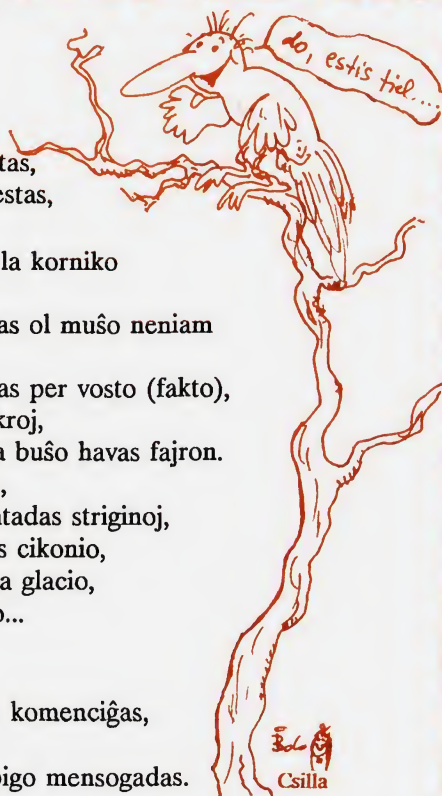 do, estis tiel....
tas,
estas,
la korniko
as ol muŝo neniam
as per vosto (fakto),
kroj,
a buŝo havas fajron.
,
ntadas striginoj,
s cikonio,
a glacio,
o...
komenciĝas,
pigo mensogadas.
Csilla